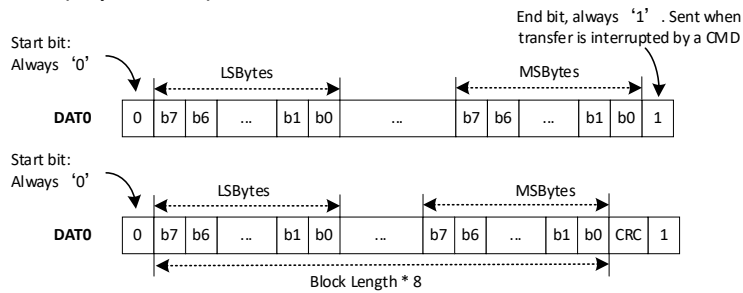 End bit, always '1' . Sent when
transfer is interrupted by a CMD
Start bit:
Always '0'
LSBytes
MSBytes
DAT0 0 b7 b6 ... b1 b0 ... b7 b6 ... b1 b0 1
Start bit:
Always '0'
LSBytes
MSBytes
DAT0 0 b7 b6 ... b1 b0 ... b7 b6 ... b1 b0 CRC 1
Block Length * 8